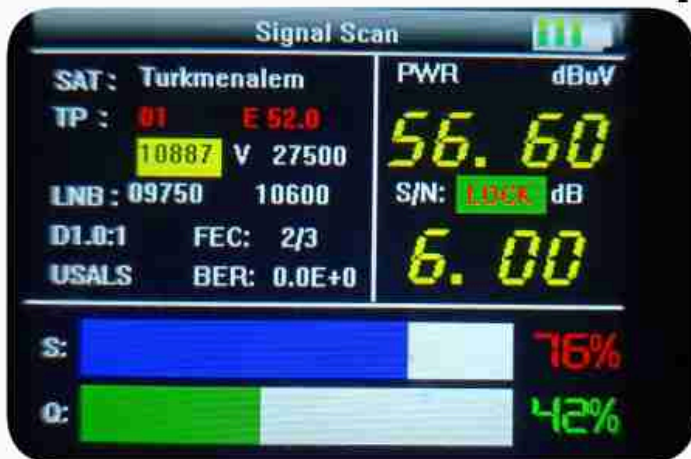 Signal Scan
SAT: Turkmenalem
TP: 01 E 52.0
10887 V 27500
LNB: 09750 10600
D1.0:1 FEC: 2/3
USALS BER: 0.0E+0
PWR dBuV
56.60
S/N: LOCK dB
6.00
S: 76%
Q: 42%